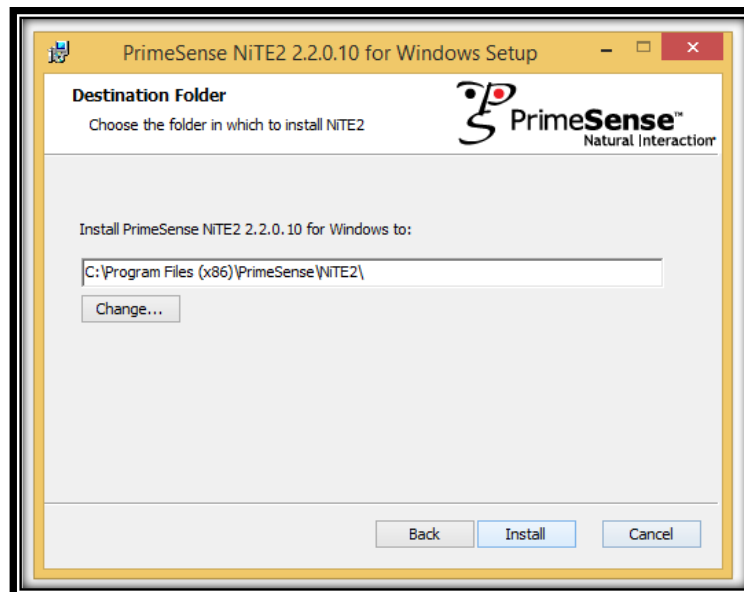 PrimeSense NiTE2 2.2.0.10 for Windows Setup
Destination Folder
Choose the folder in which to install NiTE2
PrimeSense™
Natural Interaction™
Install PrimeSense NiTE2 2.2.0.10 for Windows to:
C:\Program Files (x86)\PrimeSense\NiTE2\
Change...
Back Install Cancel